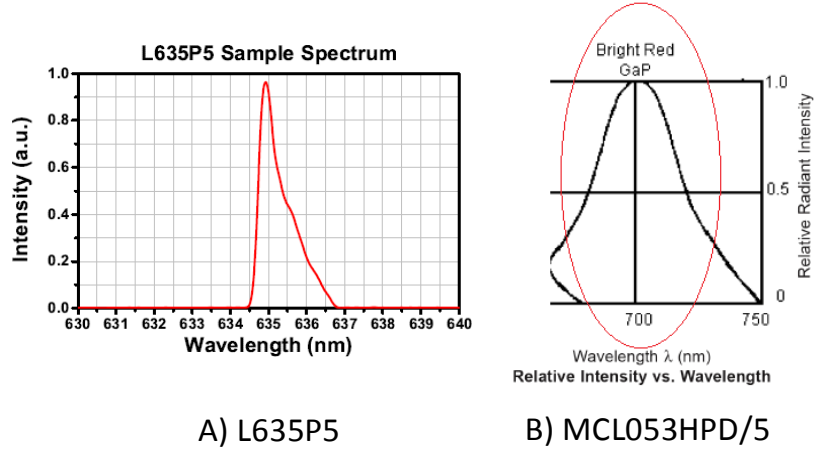 L635P5 Sample Spectrum
Intensity (a.u.)
1.0
0.8
0.6
0.4
0.2
0.0
630 631 632 633 634 635 636 637 638 639 640
Wavelength (nm)
A) L635P5
Bright Red
GaP
1.0
0.5
0
Relative Radiant Intensity
700 750
Wavelength λ (nm)
Relative Intensity vs. Wavelength
B) MCL053HPD/5